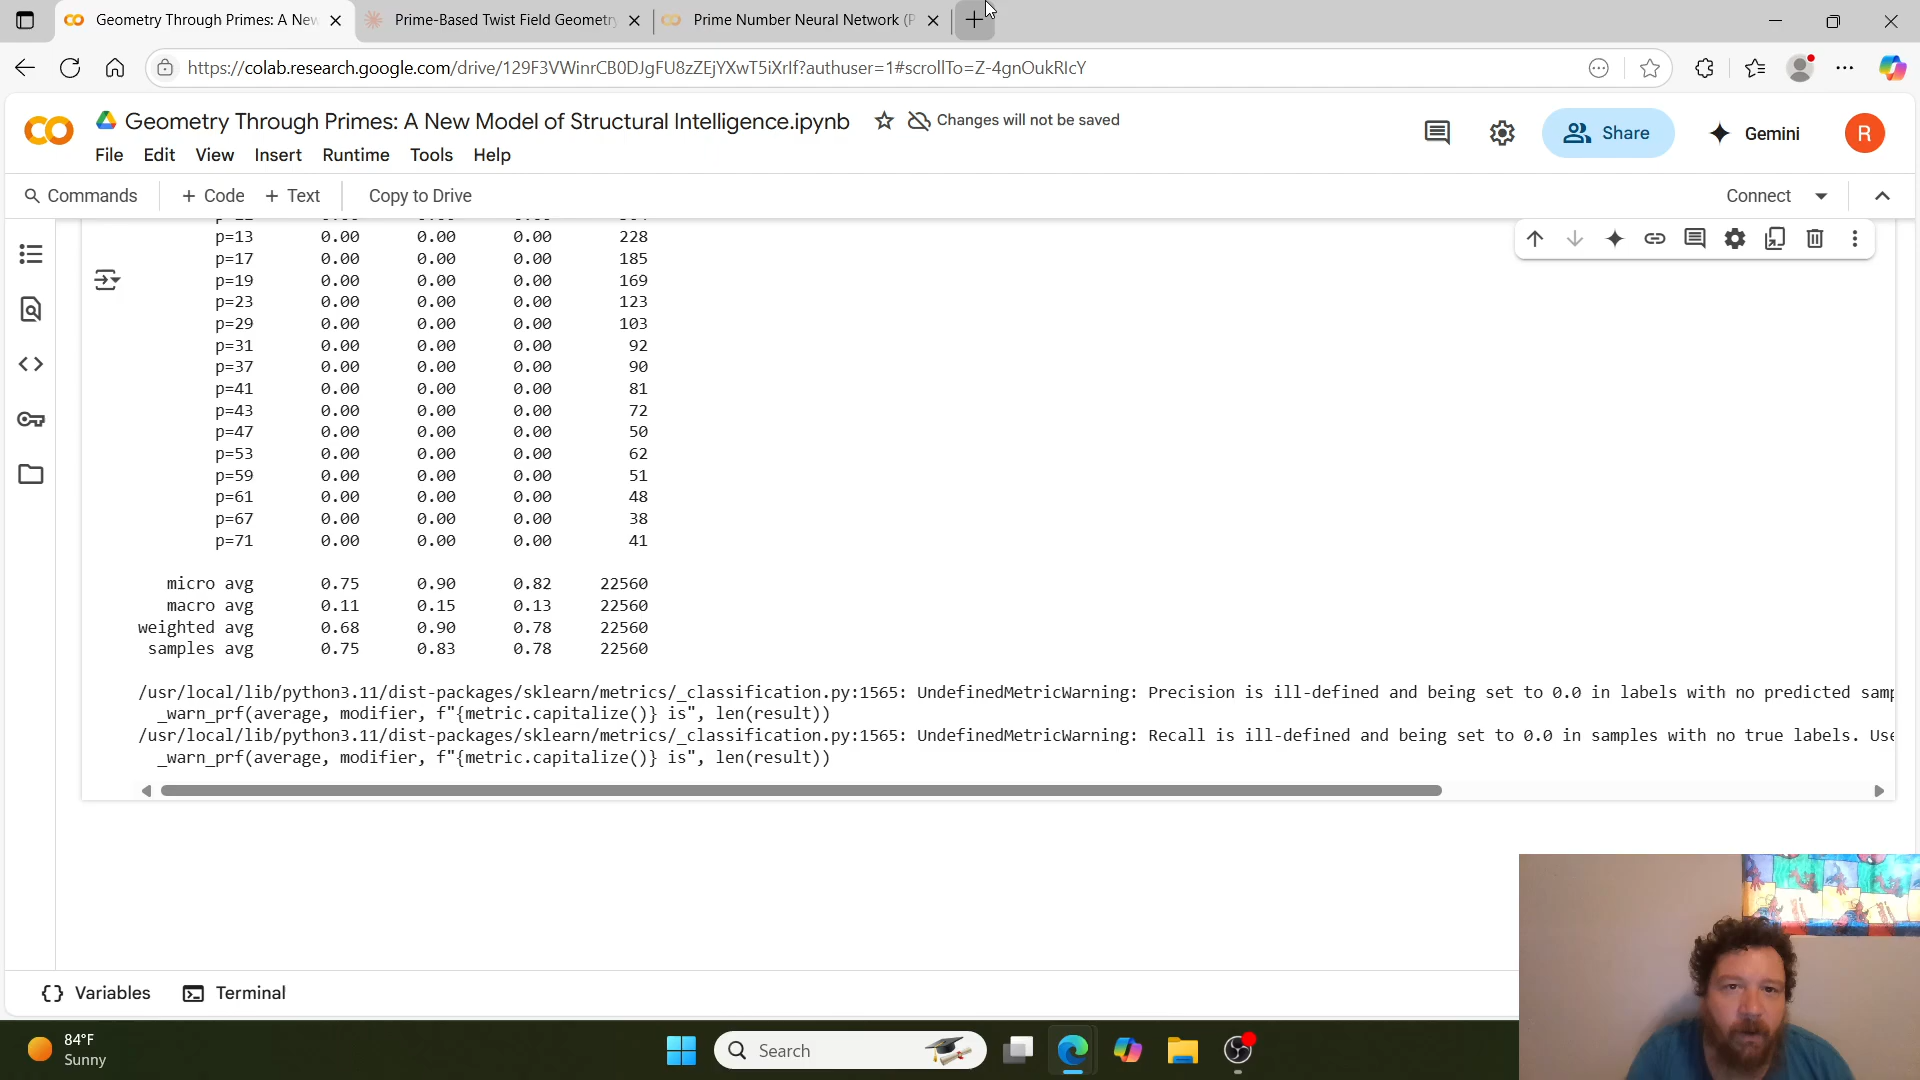 Geometry Through Primes: A New
Prime-Based Twist Field Geometry
Prime Number Neural Network (P
https://colab.research.google.com/drive/129F3VWinrCB0DJgFU8zZEjYXwT5iXrIf?authuser=1#scrollTo=Z-4gnOukRIcY
Geometry Through Primes: A New Model of Structural Intelligence.ipynb
Changes will not be saved
Share
Gemini
R
File Edit View Insert Runtime Tools Help
Commands + Code + Text Copy to Drive
Connect
p=13 0.00 0.00 0.00 228
p=17 0.00 0.00 0.00 185
p=19 0.00 0.00 0.00 169
p=23 0.00 0.00 0.00 123
p=29 0.00 0.00 0.00 103
p=31 0.00 0.00 0.00 92
p=37 0.00 0.00 0.00 90
p=41 0.00 0.00 0.00 81
p=43 0.00 0.00 0.00 72
p=47 0.00 0.00 0.00 50
p=53 0.00 0.00 0.00 62
p=59 0.00 0.00 0.00 51
p=61 0.00 0.00 0.00 48
p=67 0.00 0.00 0.00 38
p=71 0.00 0.00 0.00 41
micro avg 0.75 0.90 0.82 22560
macro avg 0.11 0.15 0.13 22560
weighted avg 0.68 0.90 0.78 22560
samples avg 0.75 0.83 0.78 22560
/usr/local/lib/python3.11/dist-packages/sklearn/metrics/_classification.py:1565: UndefinedMetricWarning: Precision is ill-defined and being set to 0.0 in labels with no predicted samp
_warn_prf(average, modifier, f"{metric.capitalize()} is", len(result))
/usr/local/lib/python3.11/dist-packages/sklearn/metrics/_classification.py:1565: UndefinedMetricWarning: Recall is ill-defined and being set to 0.0 in samples with no true labels. Use
_warn_prf(average, modifier, f"{metric.capitalize()} is", len(result))
Variables
Terminal
84°F
Sunny
Search